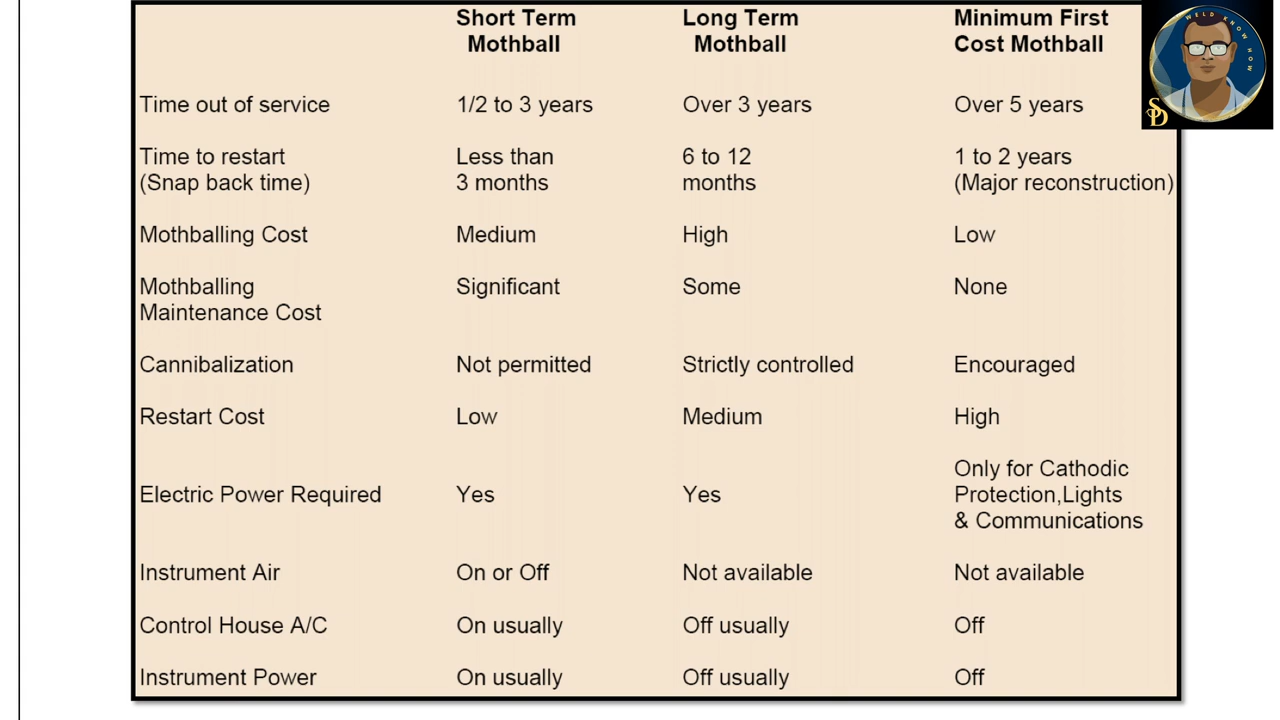 Short Term Long Term Minimum First
Mothball Mothball Cost Mothball
WELD KNOW HOW
SD
Time out of service 1/2 to 3 years Over 3 years Over 5 years
Time to restart Less than 6 to 12 1 to 2 years
(Snap back time) 3 months months (Major reconstruction)
Mothballing Cost Medium High Low
Mothballing Significant Some None
Maintenance Cost
Cannibalization Not permitted Strictly controlled Encouraged
Restart Cost Low Medium High
Only for Cathodic
Electric Power Required Yes Yes Protection,Lights
& Communications
Instrument Air On or Off Not available Not available
Control House A/C On usually Off usually Off
Instrument Power On usually Off usually Off